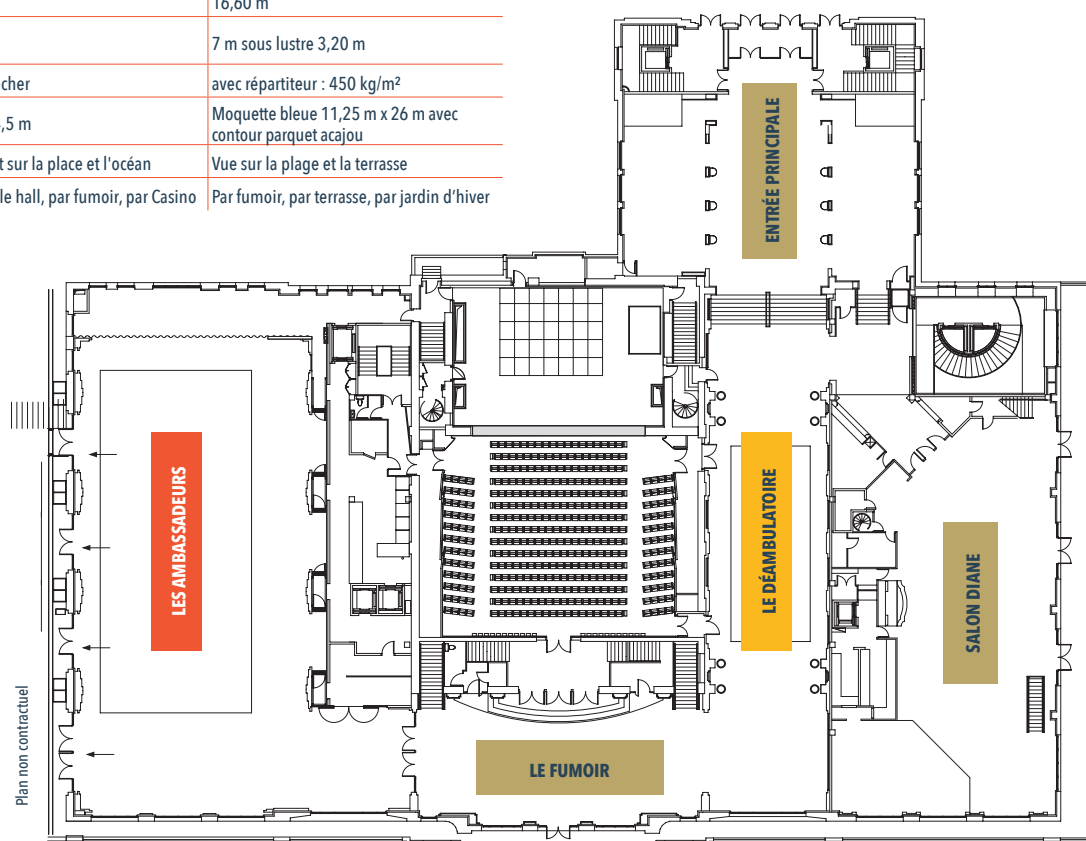 16,60 m
7 m sous lustre 3,20 m
avec répartiteur : 450 kg/m²
,5 m
Moquette bleue 11,25 m x 26 m avec
contour parquet acajou
sur la place et l'océan
Vue sur la plage et la terrasse
le hall, par fumoir, par Casino
Par fumoir, par terrasse, par jardin d’hiver
ENTRÉE PRINCIPALE
LES AMBASSADEURS
LE DÉAMBULATOIRE
SALON DIANE
LE FUMOIR
Plan non contractuel